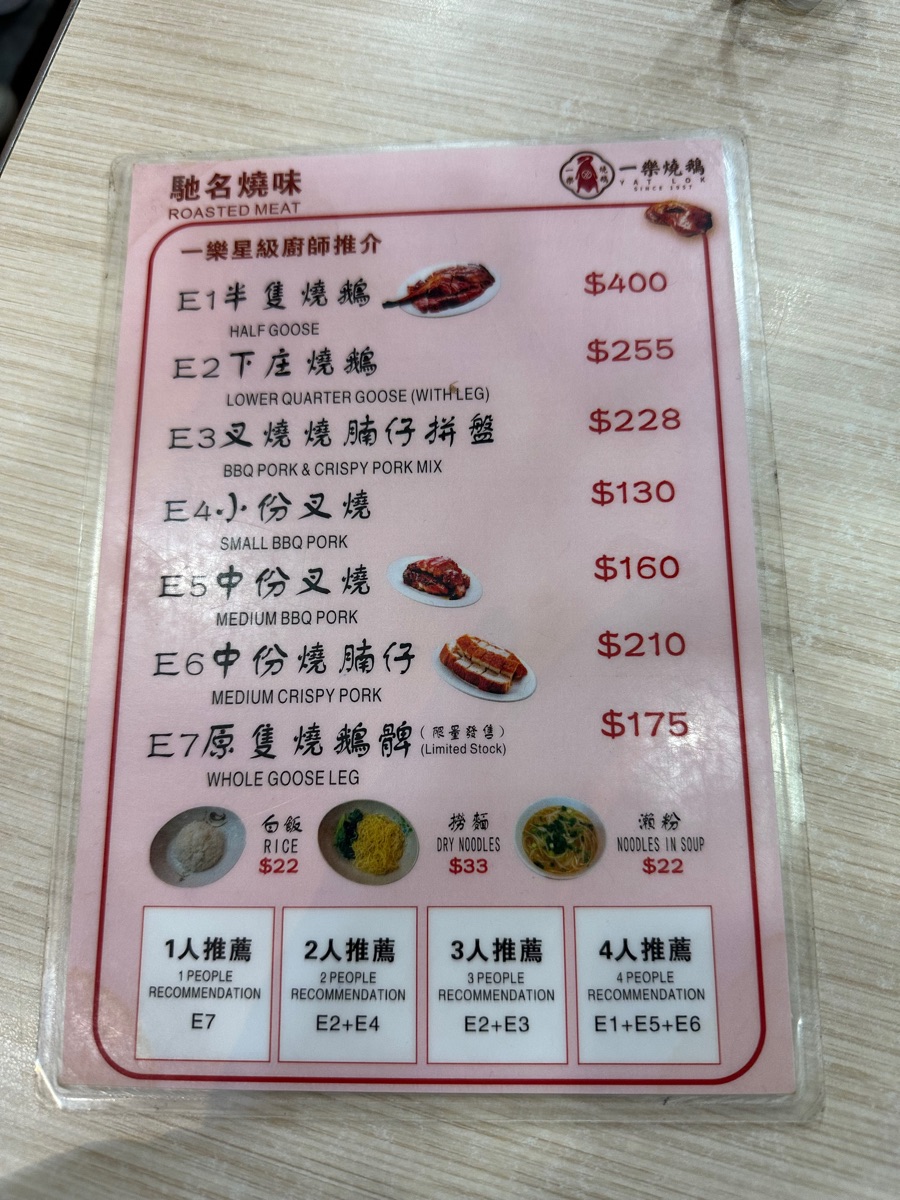 馳名燒味
ROASTED MEAT
一樂燒鵝
一樂燒鵝
YAT LOK
SINCE 1957
一樂星級廚師推介
E1半隻燒鵝 $400
HALF GOOSE
E2下庄燒鵝 $255
LOWER QUARTER GOOSE (WITH LEG)
E3叉燒燒腩仔拼盤 $228
BBQ PORK & CRISPY PORK MIX
E4小份叉燒 $130
SMALL BBQ PORK
E5中份叉燒 $160
MEDIUM BBQ PORK
E6中份燒腩仔 $210
MEDIUM CRISPY PORK
E7原隻燒鵝髀(限量發售) $175
(Limited Stock)
WHOLE GOOSE LEG
白飯
RICE
$22
撈麵
DRY NOODLES
$33
瀨粉
NOODLES IN SOUP
$22
1人推薦
1 PEOPLE
RECOMMENDATION
E7
2人推薦
2 PEOPLE
RECOMMENDATION
E2+E4
3人推薦
3 PEOPLE
RECOMMENDATION
E2+E3
4人推薦
4 PEOPLE
RECOMMENDATION
E1+E5+E6